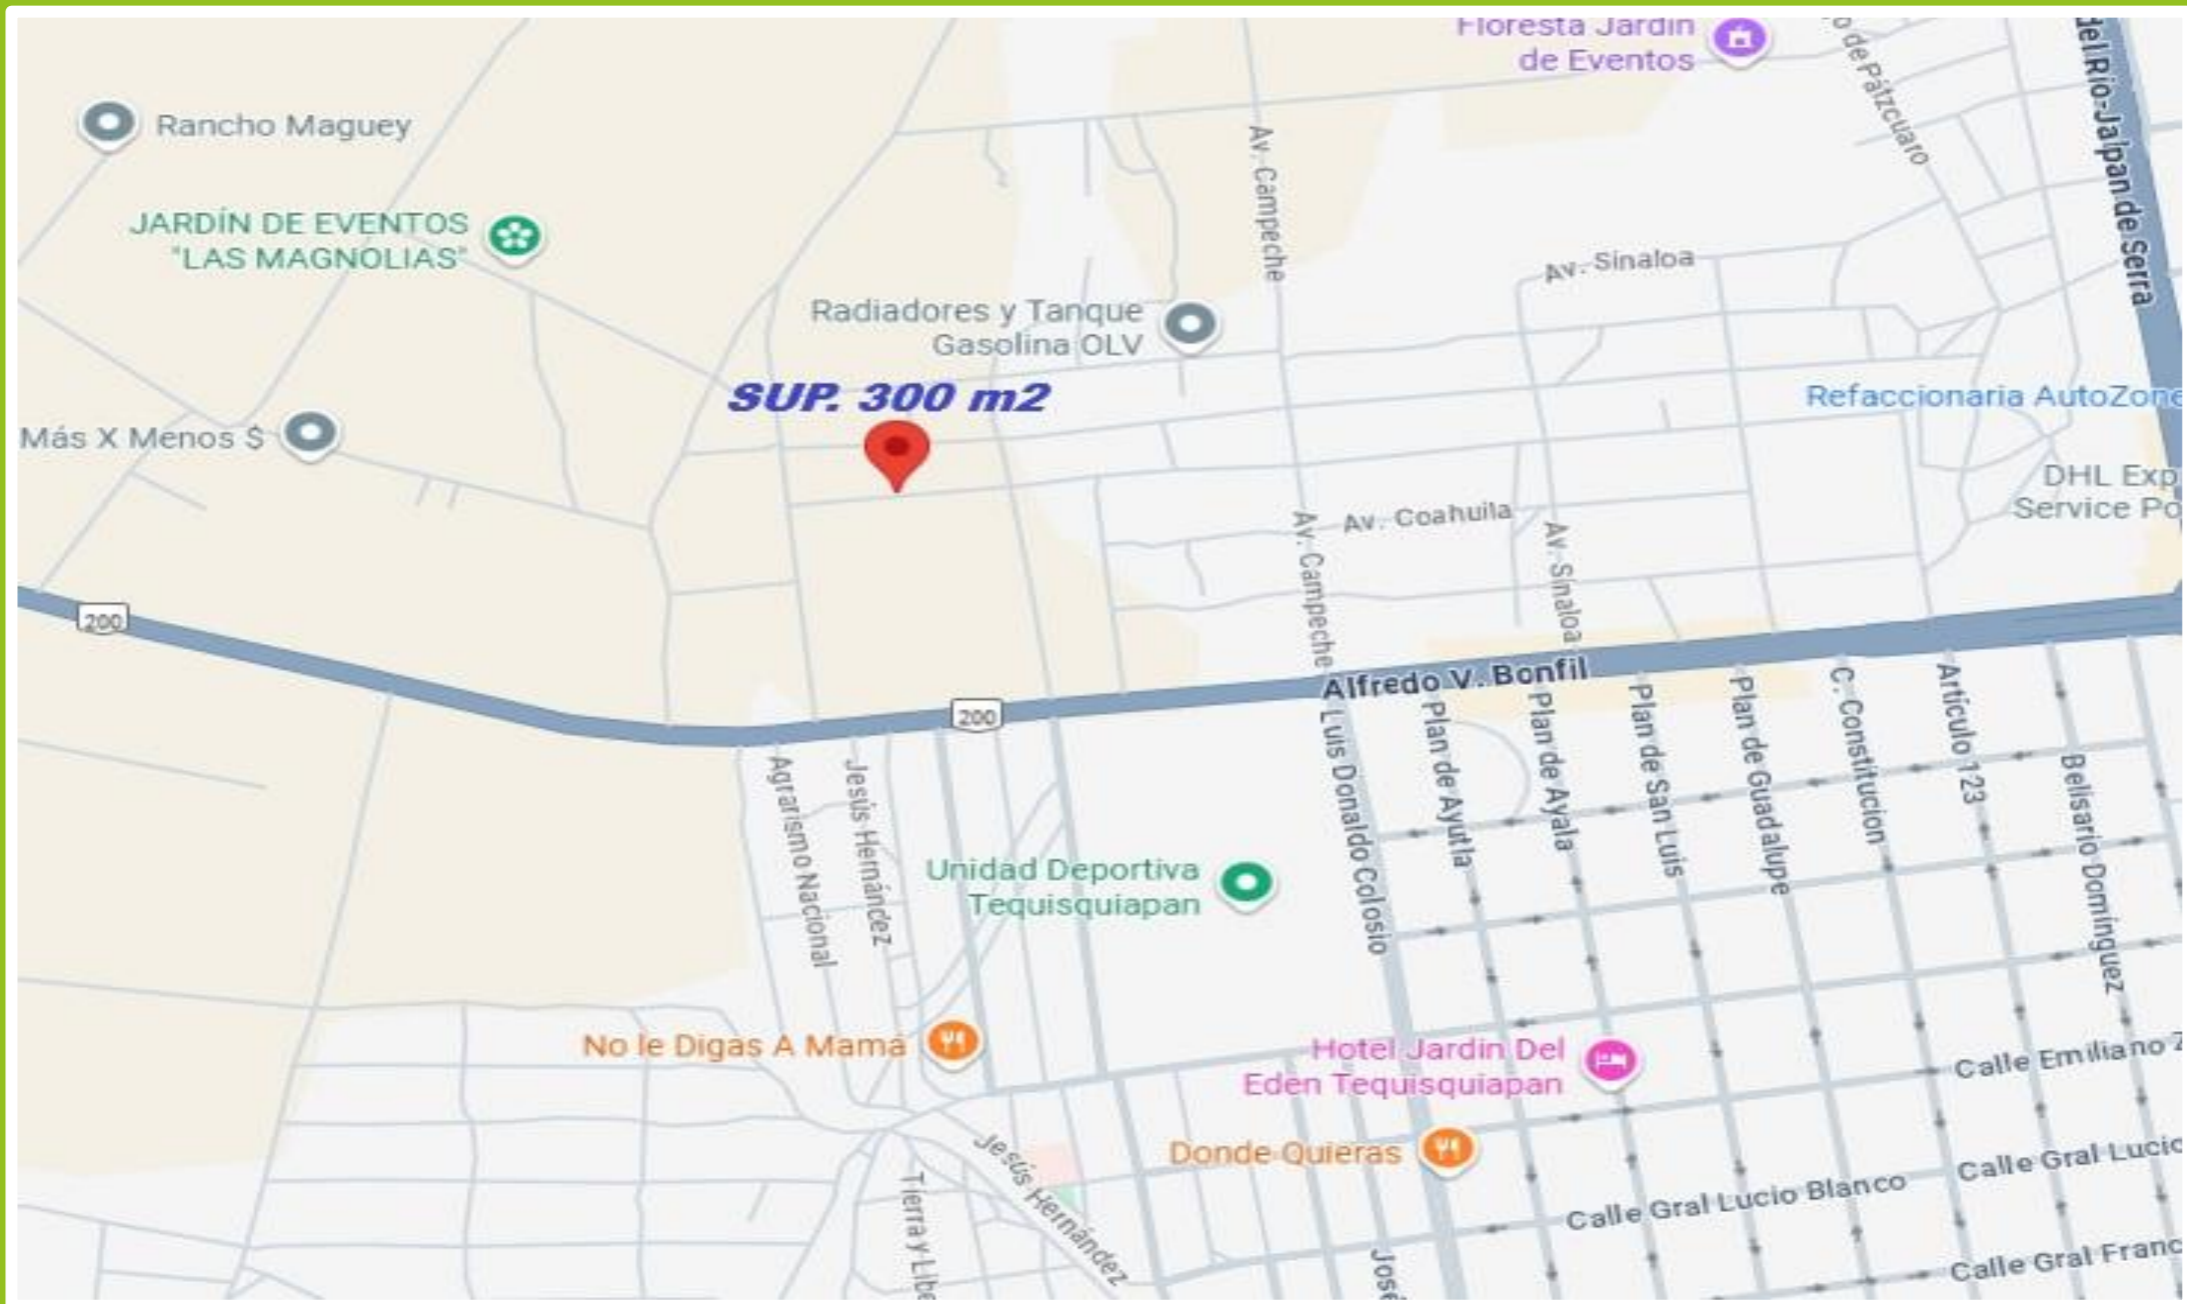 Floresta Jardín
de Eventos
o de Pátzcuaro
del Río-Jalpan de Serra
Rancho Maguey
Av. Campeche
JARDÍN DE EVENTOS
"LAS MAGNOLIAS"
Av. Sinaloa
Radiadores y Tanque
Gasolina OLV
SUP. 300 m2
Refaccionaria AutoZone
Más X Menos $
DHL Exp
Service Po
Av. Coahuila
Av. Campeche
Av. Sinaloa
200
Alfredo V. Bonfil
200
Luis Donaldo Colosio
Plan de Ayutla
Plan de Ayala
Plan de San Luis
Plan de Guadalupe
C. Constitucion
Artículo 123
Belisario Domínguez
Agrarismo Nacional
Jesús Hernández
Unidad Deportiva
Tequisquiapan
No le Digas A Mamá
Hotel Jardin Del
Eden Tequisquiapan
Calle Emiliano Z
Donde Quieras
Jesús Hernández
Calle Gral Lucio
Tierra y Libe
Calle Gral Lucio Blanco
José
Calle Gral Franc